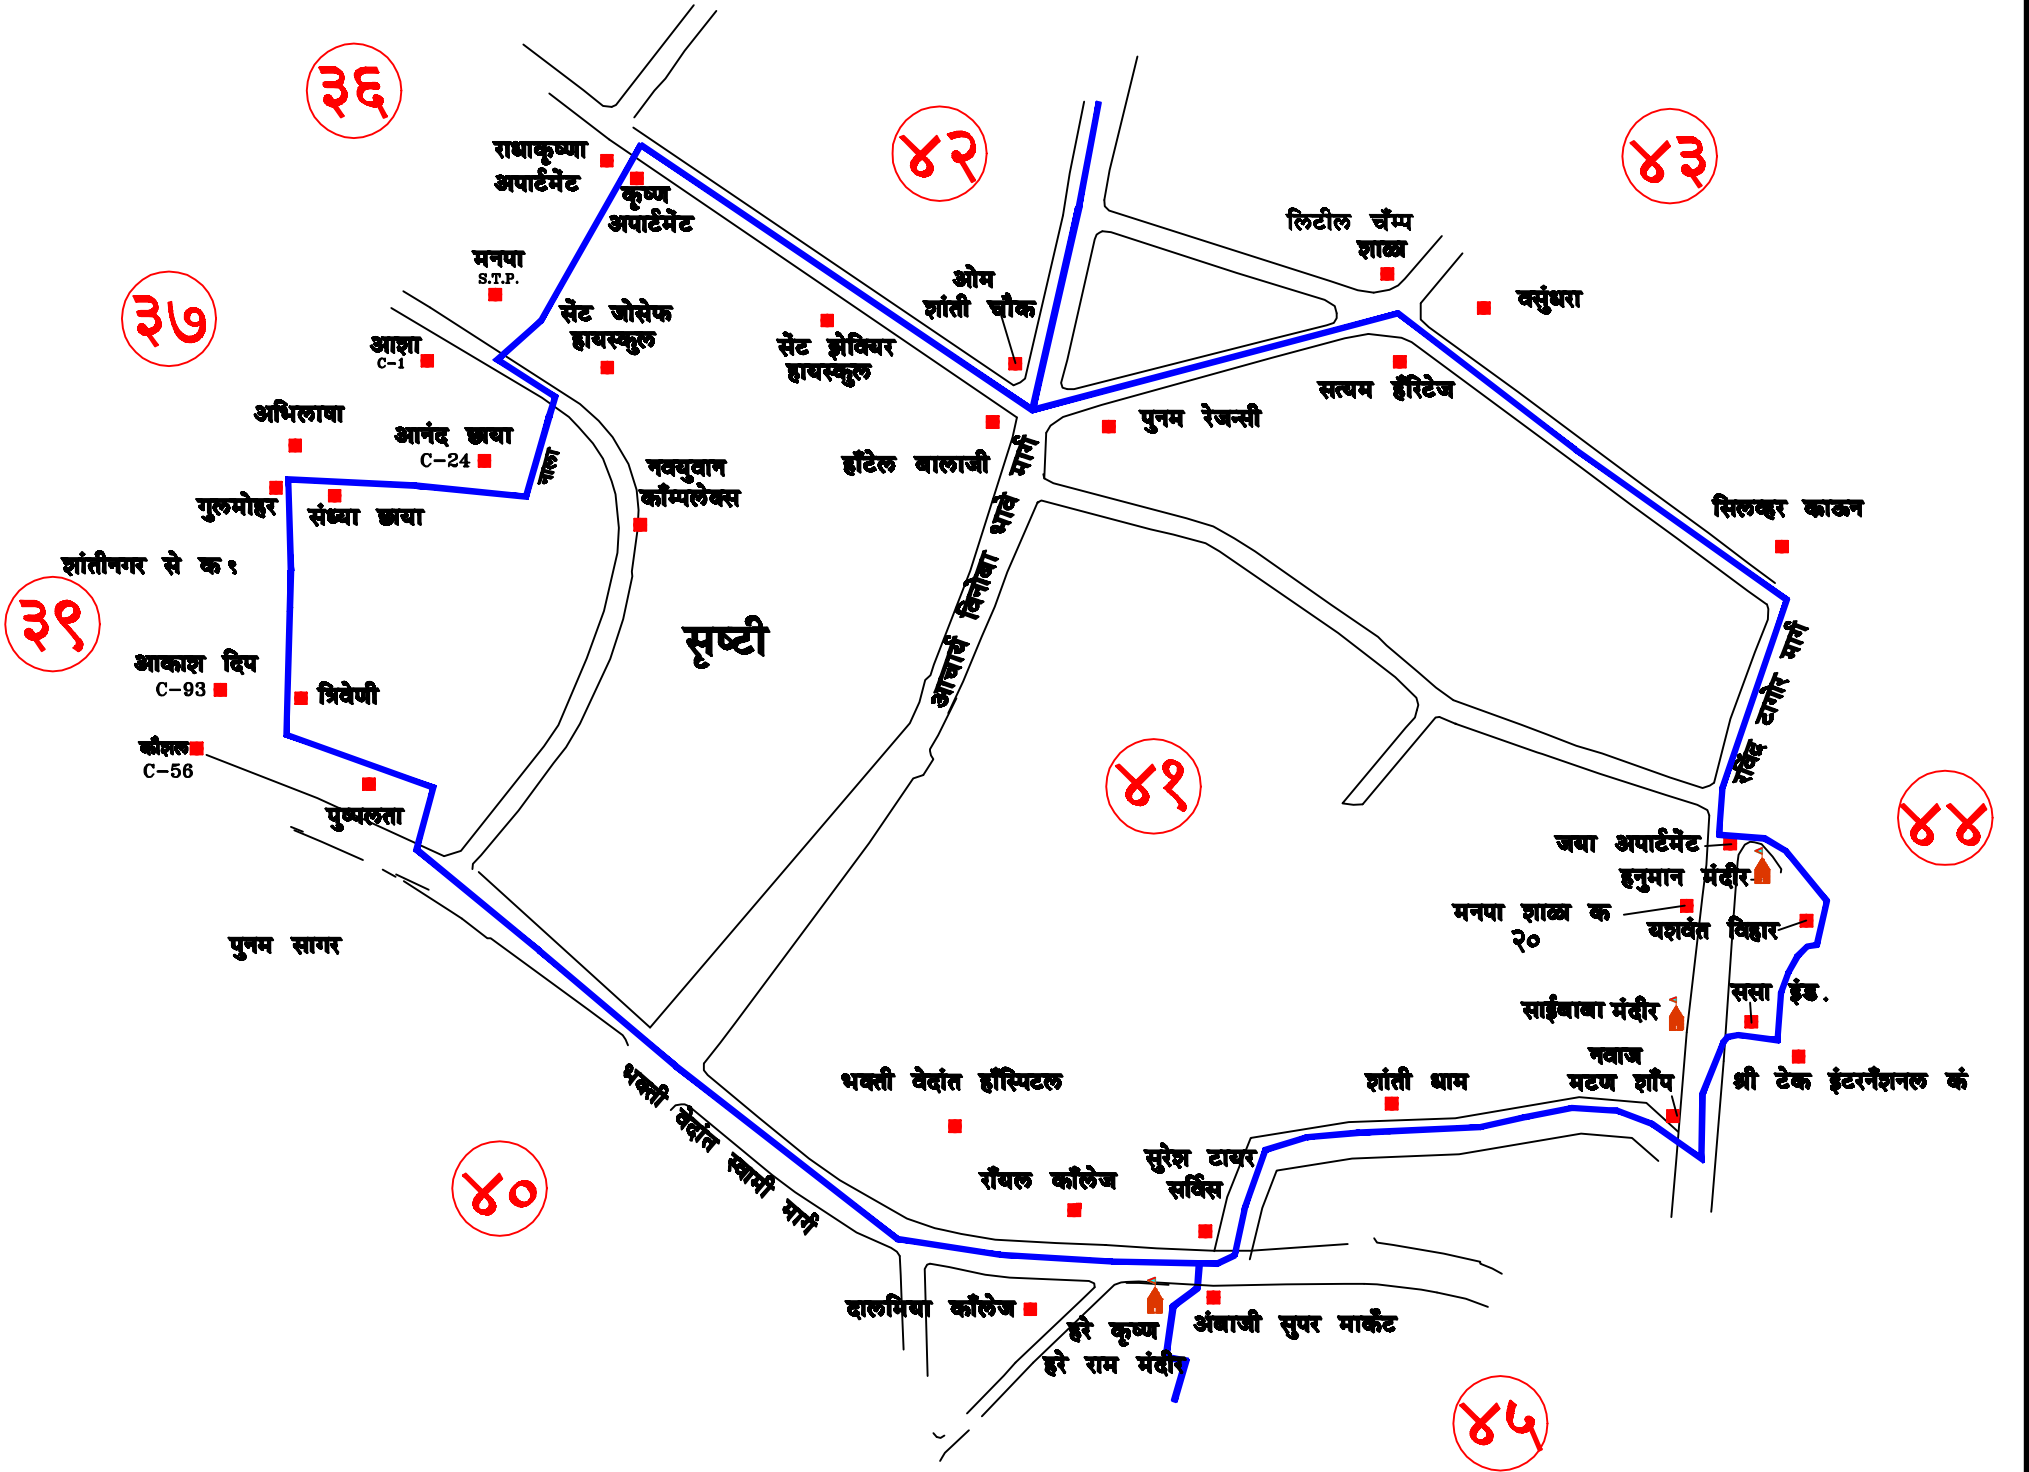 ३६
४२
४३
राधाकृष्णा
अपार्टमेंट
कृष्ण
अपार्टमेंट
लिटील चॅम्प
शाळा
मनपा
S.T.P.
ओम
शांती चौक
वसुंधरा
३७
सेंट जोसेफ
हायस्कुल
आशा
C-1
सेंट झेवियर
हायस्कुल
सत्यम हॅरिटेज
अभिलाषा
आनंद छाया
C-24
नाला
पुनम रेजन्सी
हॉटेल बालाजी
नवयुवान
कॉम्पलेक्स
गुलमोहर
संध्या छाया
सिलव्हर क्राऊन
शांतीनगर से क्र ९
३९
आचार्य विनोबा भावे मार्ग
सृष्टी
रविंद्र टागोर मार्ग
आकाश दिप
C-93
त्रिवेणी
कौशल
C-56
४१
पुष्पलता
४४
जया अपार्टमेंट
हनुमान मंदीर
मनपा शाळा क्र
२०
यशवंत विहार
पुनम सागर
ससा इंड.
साईबाबा मंदीर
नवाज
मटण शॉप
श्री टेक इंटरनॅशनल कं
भक्ती वेदांत स्वामी मार्ग
भक्ती वेदांत हॉस्पिटल
शांती धाम
सुरेश टायर
सर्विस
रॉयल कॉलेज
४०
दालमिया कॉलेज
हरे कृष्ण
हरे राम मंदीर
अंबाजी सुपर मार्केट
४५